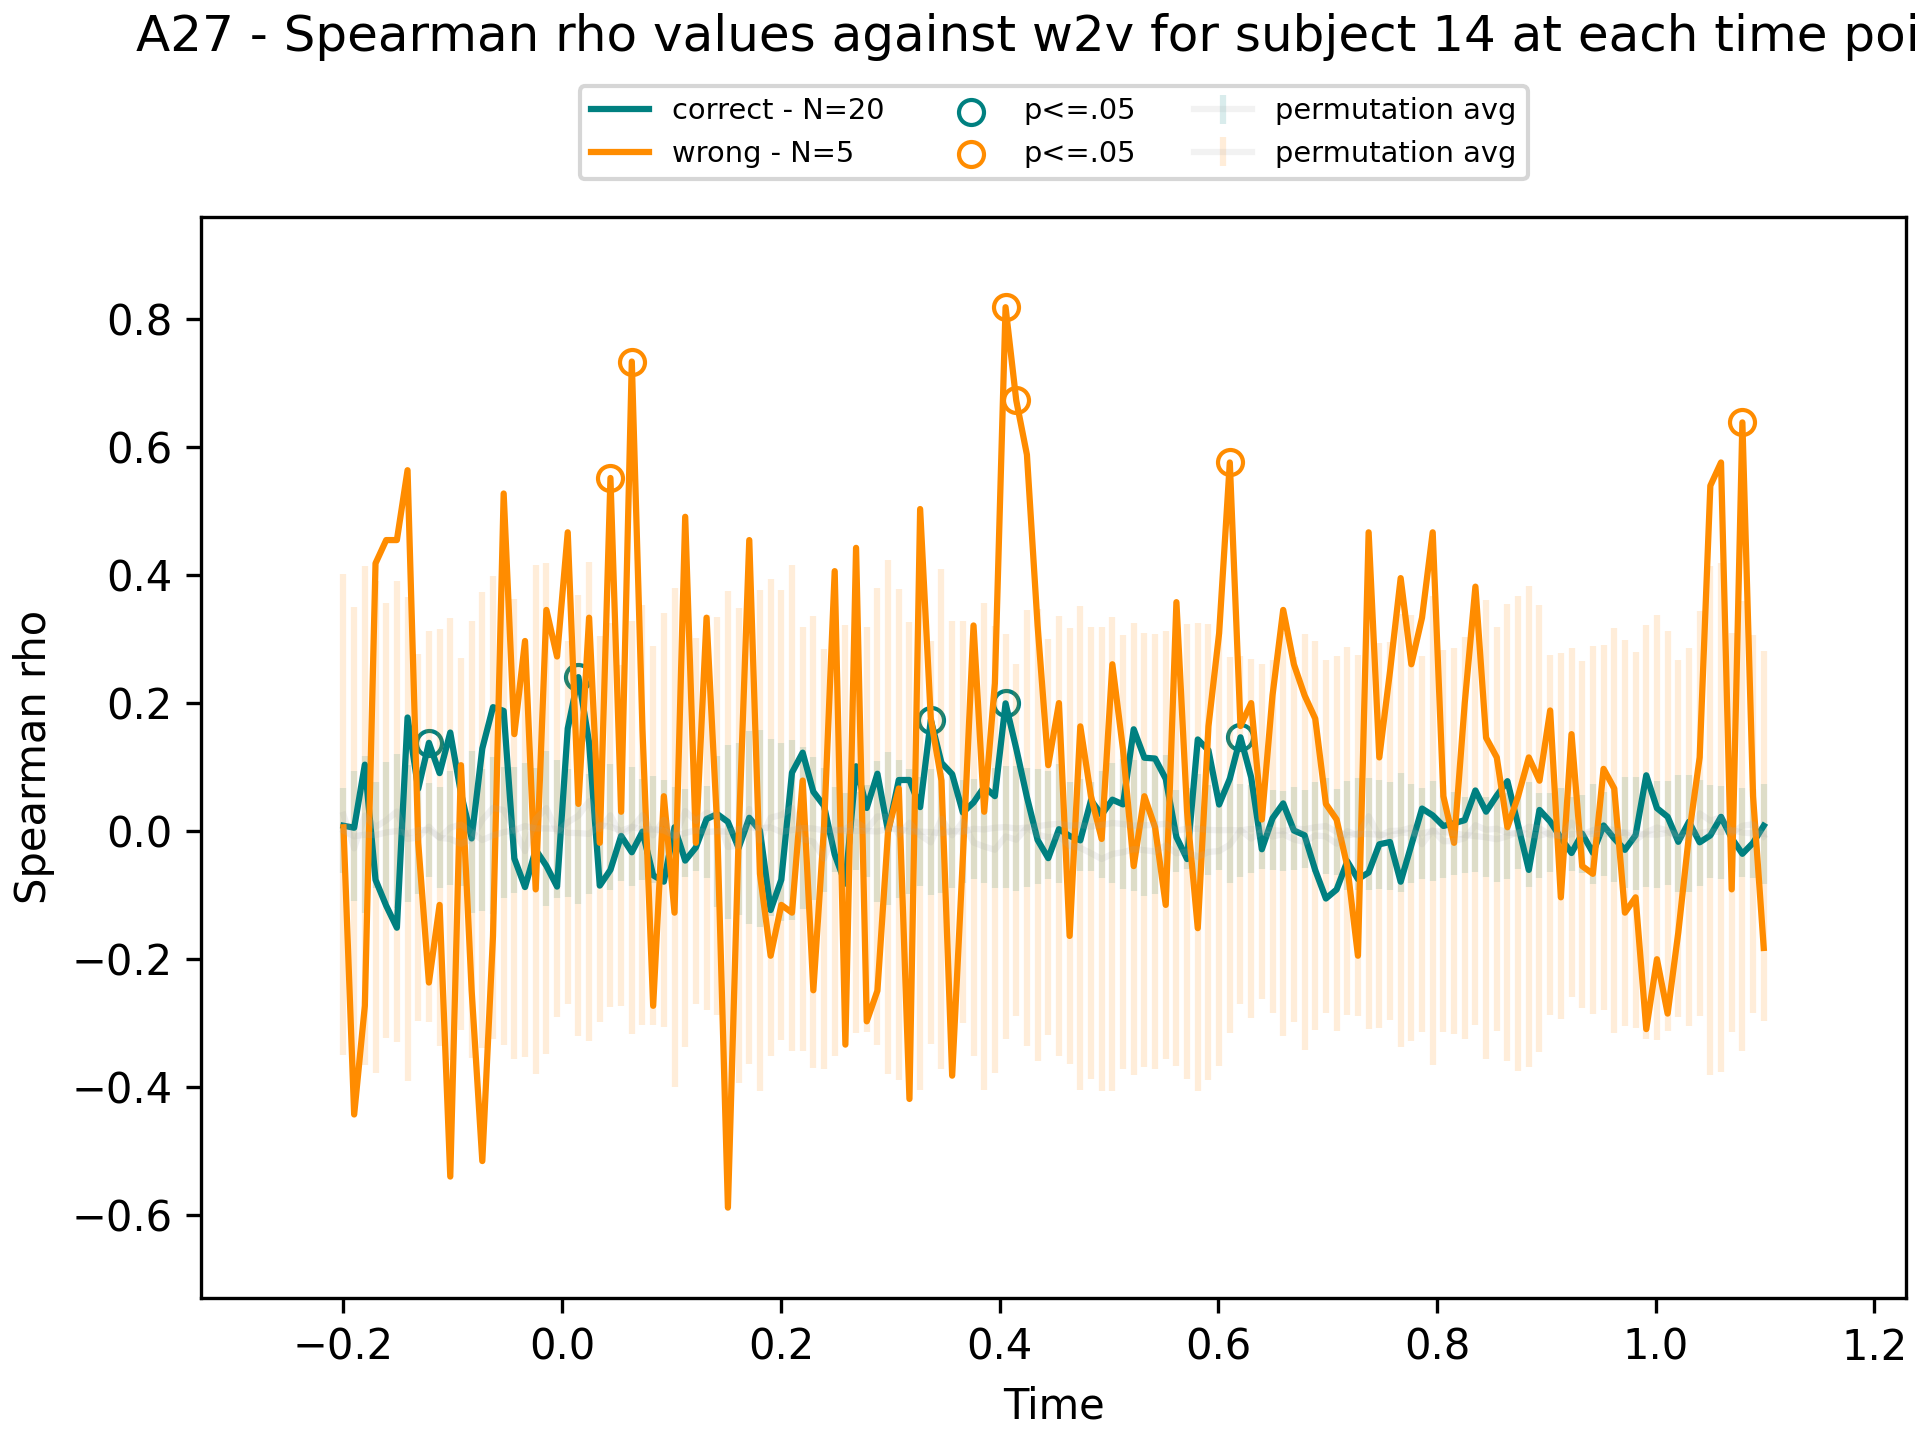 A27 - Spearman rho values against w2v for subject 14 at each time poi
correct - N=20
wrong - N=5
p<=.05
p<=.05
permutation avg
permutation avg
Spearman rho
0.8
0.6
0.4
0.2
0.0
−0.2
−0.4
−0.6
−0.2
0.0
0.2
0.4
0.6
0.8
1.0
1.2
Time